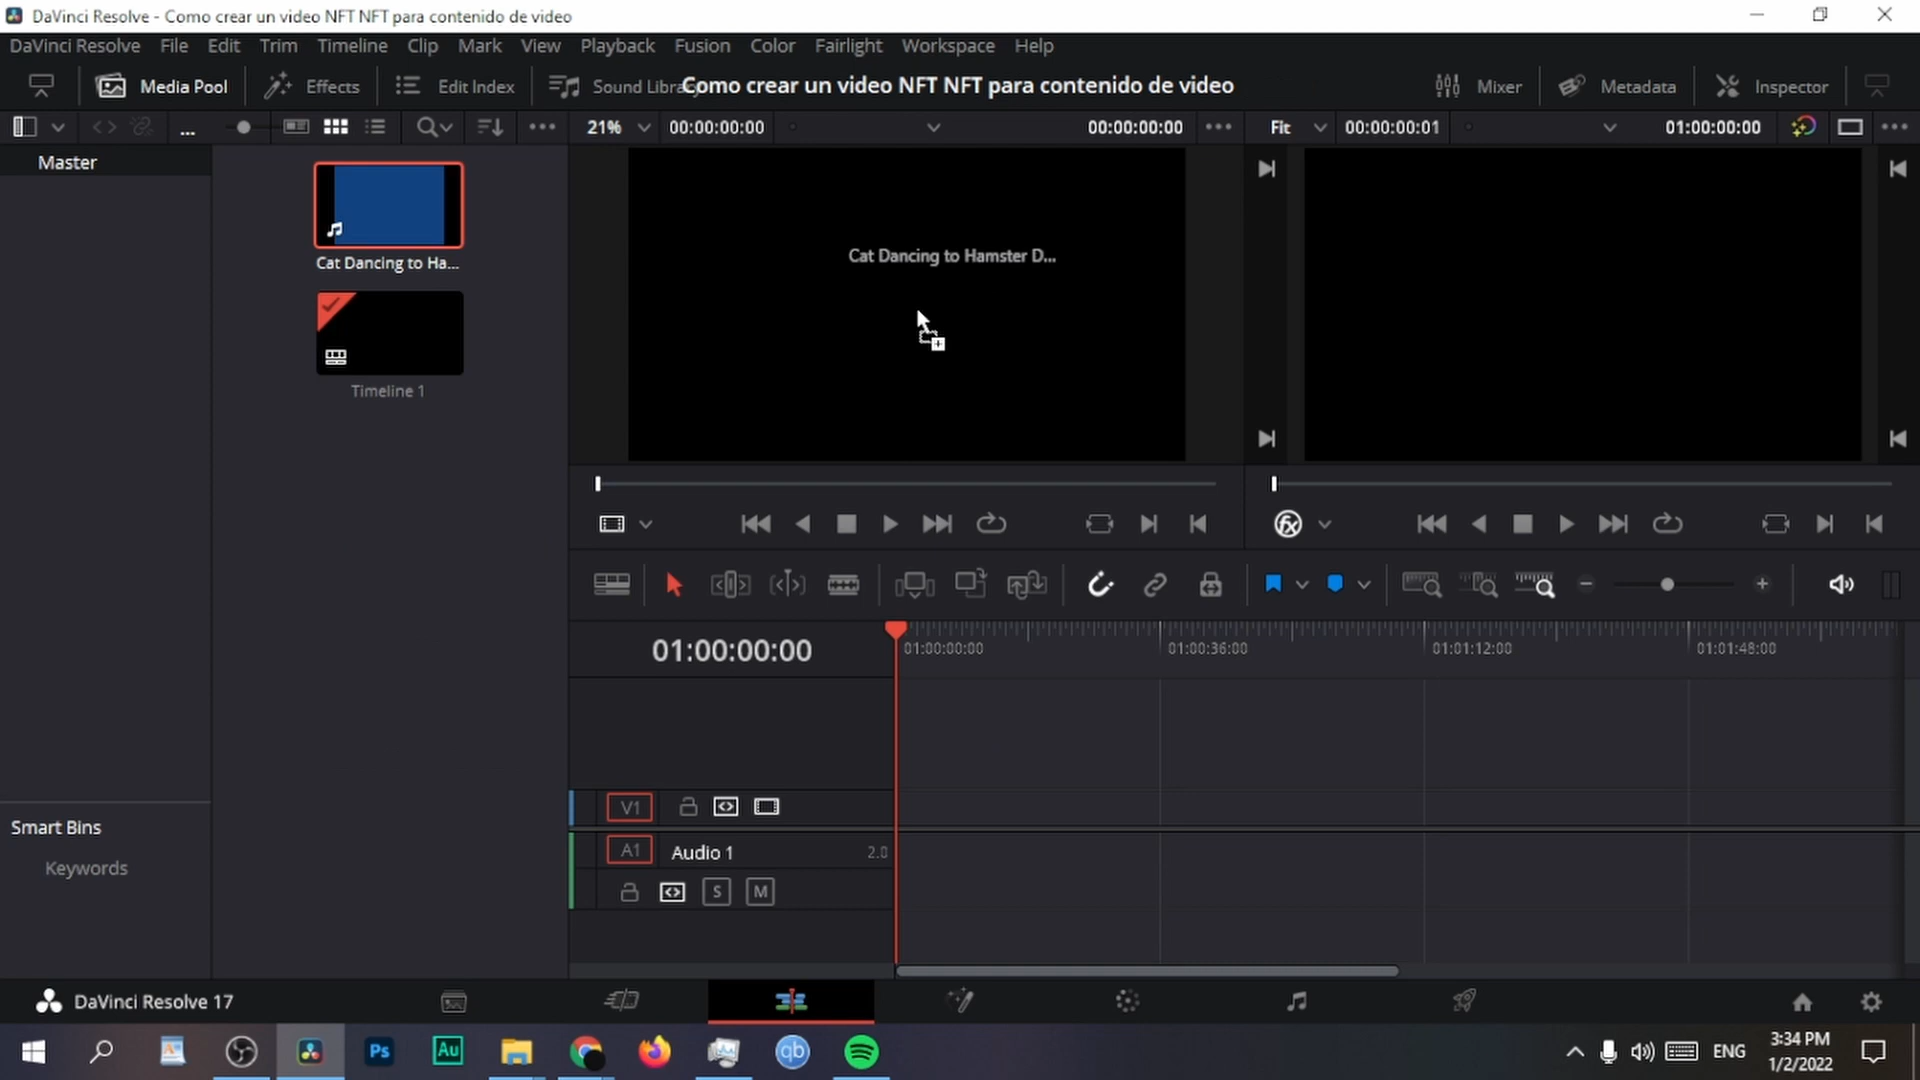 DaVinci Resolve - Como crear un video NFT NFT para contenido de video
DaVinci Resolve File Edit Trim Timeline Clip Mark View Playback Fusion Color Fairlight Workspace Help
Media Pool Effects Edit Index Sound Library Como crear un video NFT NFT para contenido de video Mixer Metadata Inspector
... 21% 00:00:00:00 00:00:00:00 Fit 00:00:00:01 01:00:00:00
Master
Cat Dancing to Ha...
Timeline 1
Cat Dancing to Hamster D...
fx
01:00:00:00
01:00:00:00 01:00:36:00 01:01:12:00 01:01:48:00
V1
A1 Audio 1 2.0
S M
Smart Bins
Keywords
DaVinci Resolve 17
Ps Au qb ENG
3:34 PM
1/2/2022